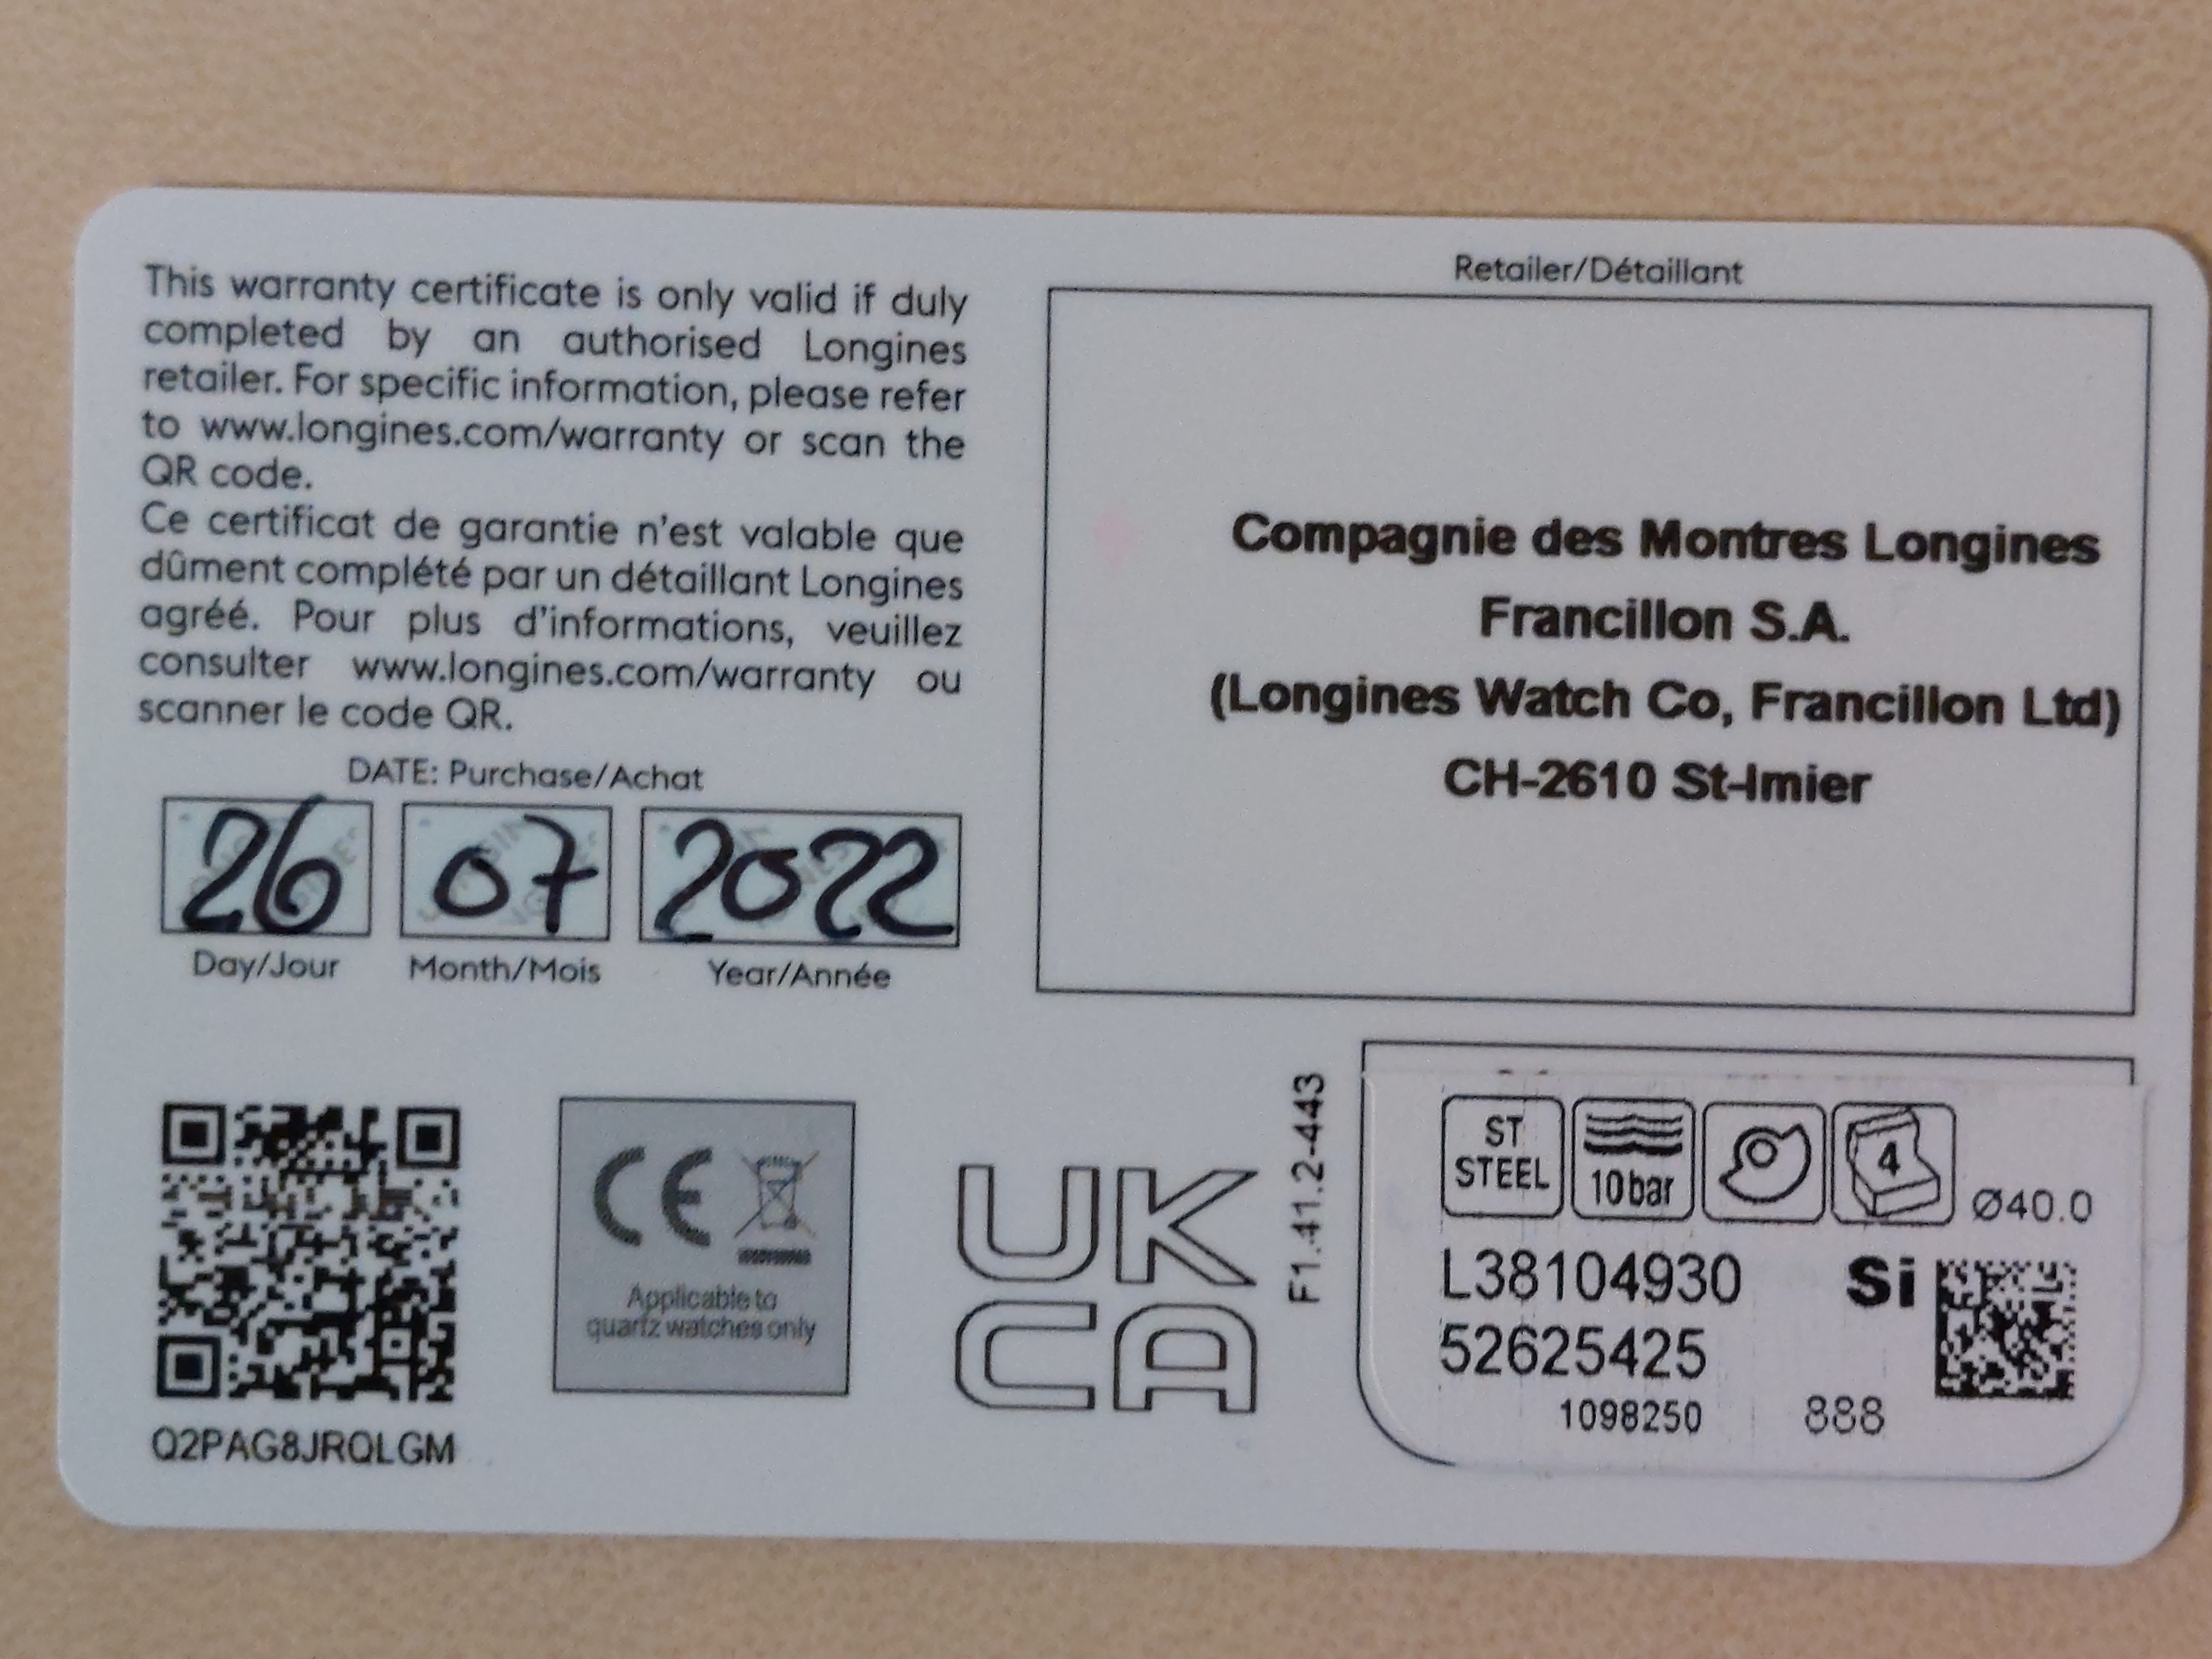 This warranty certificate is only valid if duly
completed by an authorised Longines
retailer. For specific information, please refer
to www.longines.com/warranty or scan the
QR code.
Ce certificat de garantie n'est valable que
dûment complété par un détaillant Longines
agréé. Pour plus d'informations, veuillez
consulter www.longines.com/warranty ou
scanner le code QR.
DATE: Purchase/Achat
26 07 2022
Day/Jour Month/Mois Year/Année
Retailer/Détaillant
Compagnie des Montres Longines
Francillon S.A.
(Longines Watch Co, Francillon Ltd)
CH-2610 St-Imier
Q2PAG8JRQLGM
CE
Applicable to
quartz watches only
UK
CA
F1.41.2-443
ST
STEEL
10 bar
4
Ø40.0
L38104930 Si
52625425
1098250 888